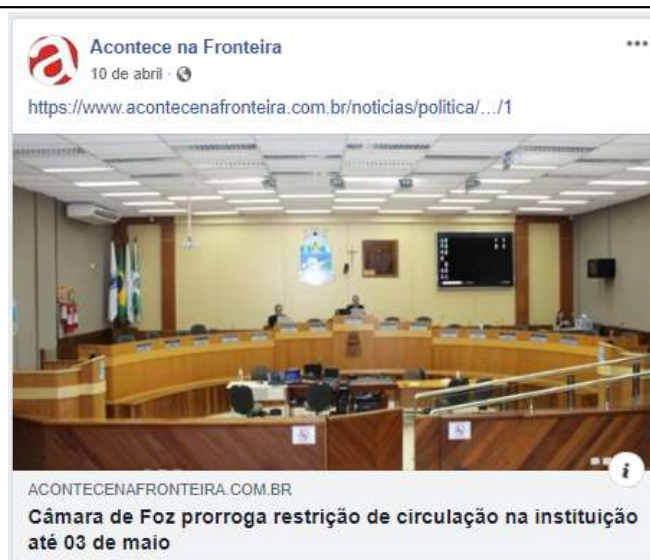 Acontece na Fronteira
10 de abril ·
https://www.acontecenafronteira.com.br/noticias/politica/…/1
ACONTECENAFRONTEIRA.COM.BR
Câmara de Foz prorroga restrição de circulação na instituição
até 03 de maio